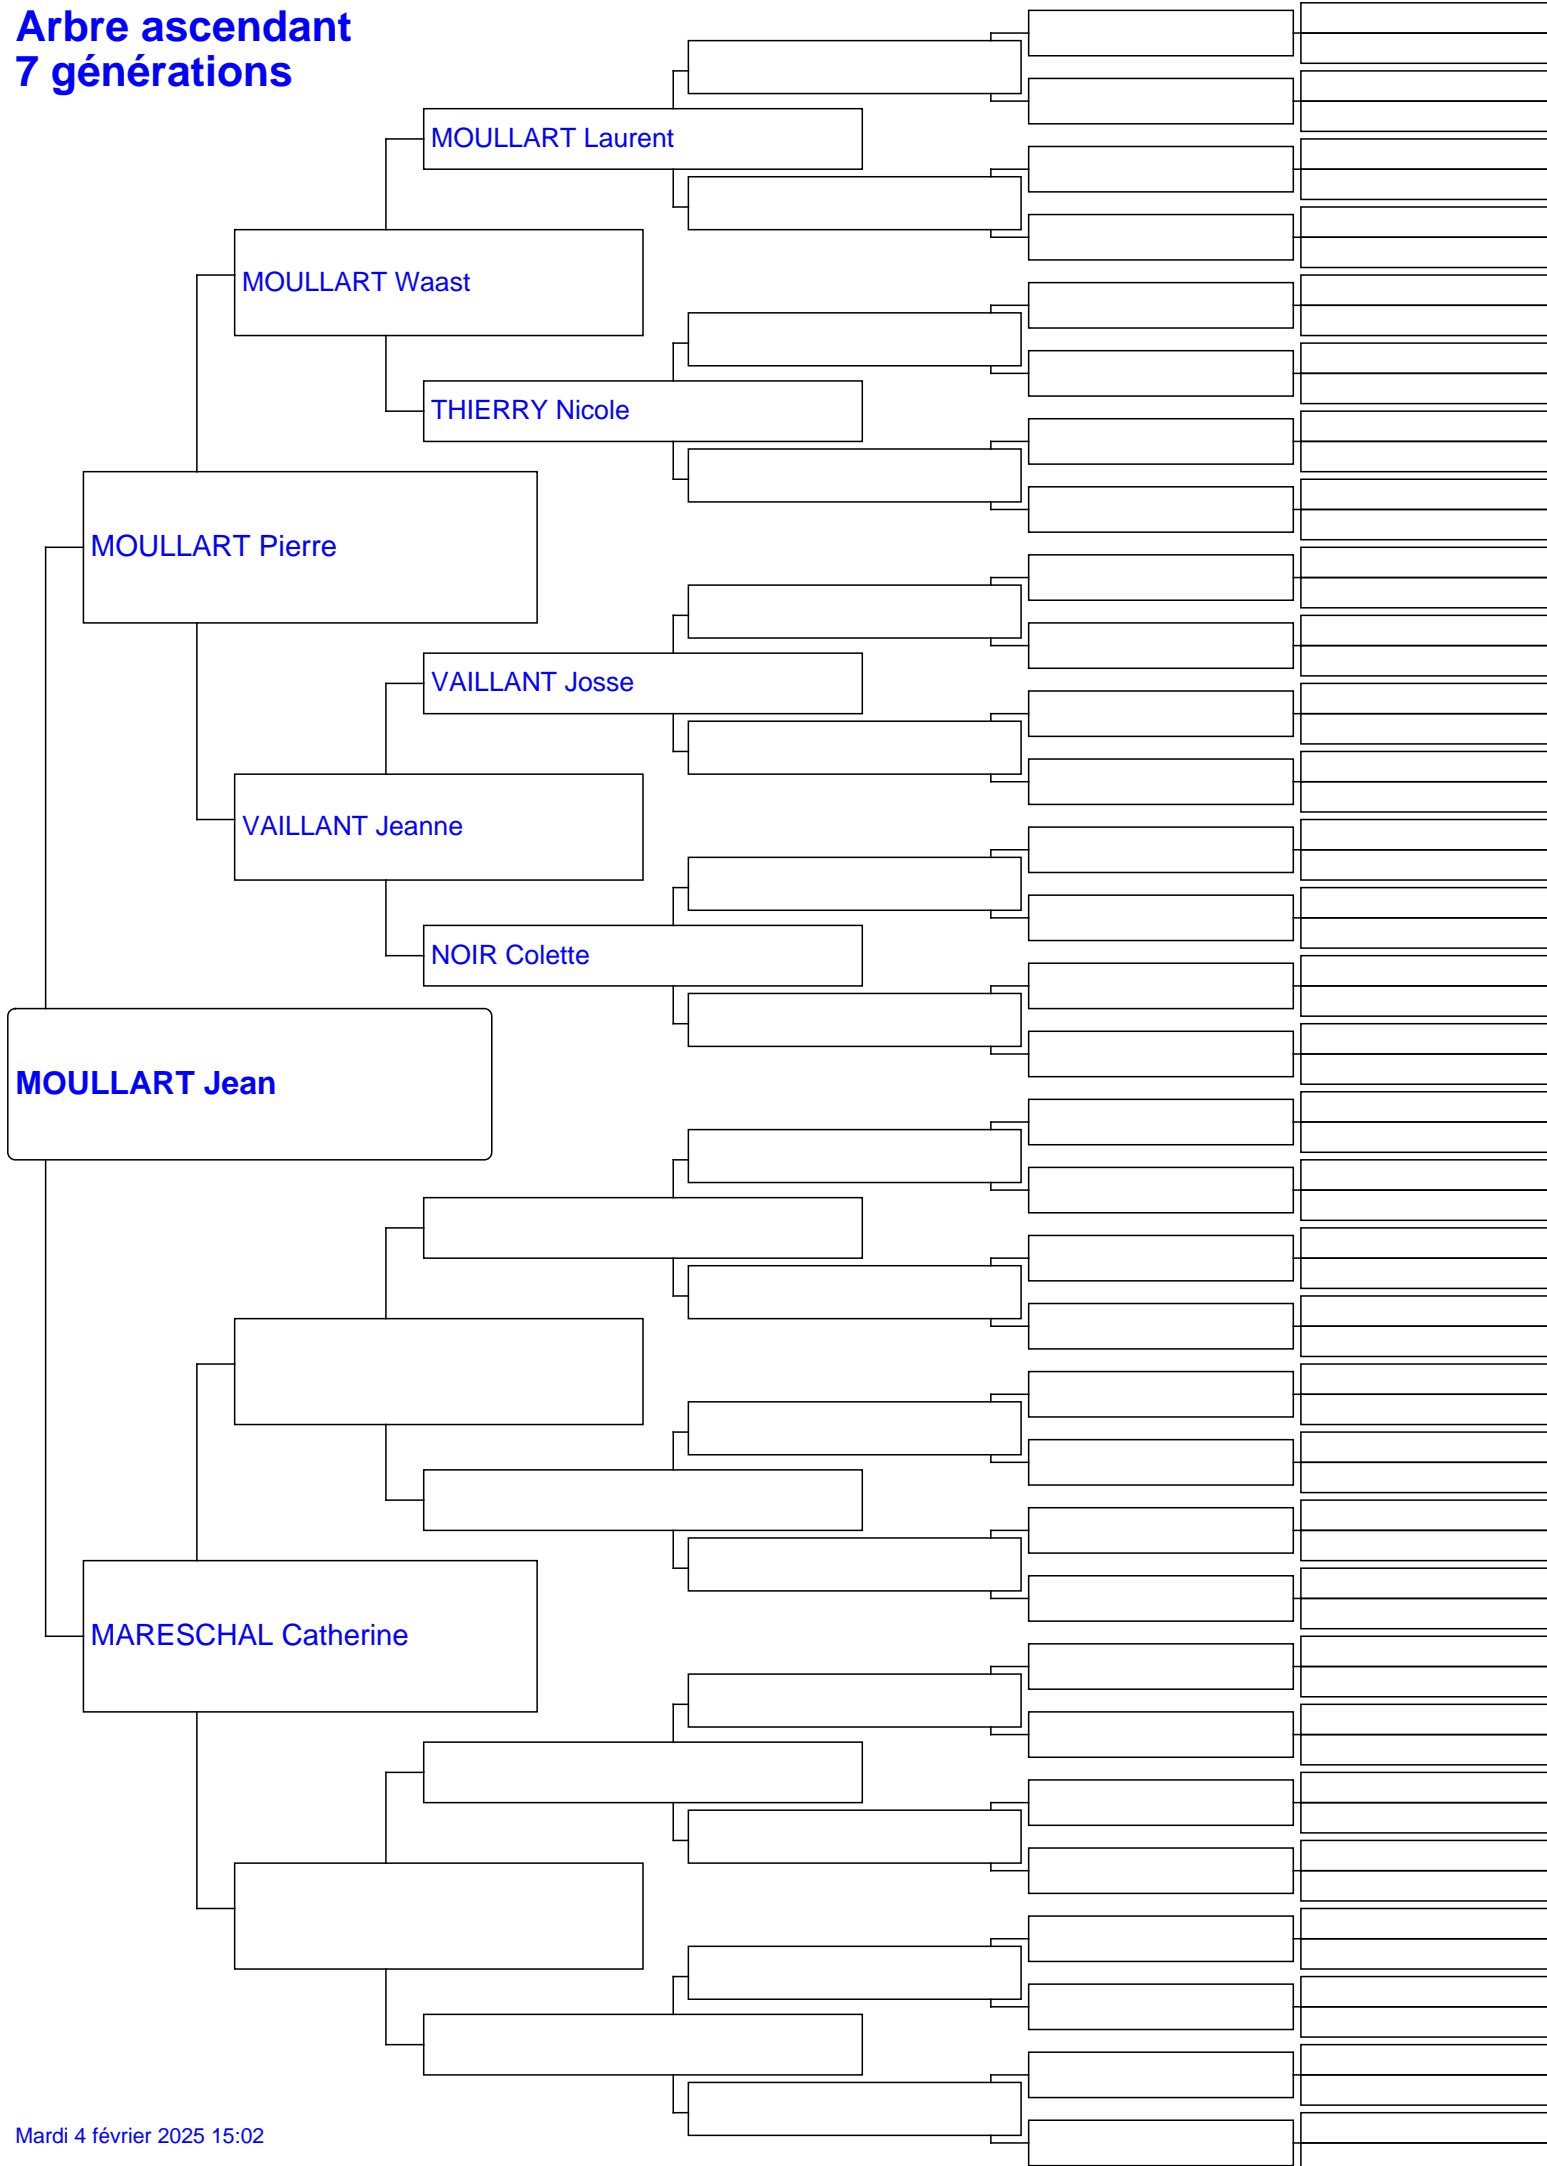 Arbre ascendant
7 générations
MOULLART Laurent
MOULLART Waast
THIERRY Nicole
MOULLART Pierre
VAILLANT Josse
VAILLANT Jeanne
NOIR Colette
MOULLART Jean
MARESCHAL Catherine
Mardi 4 février 2025 15:02